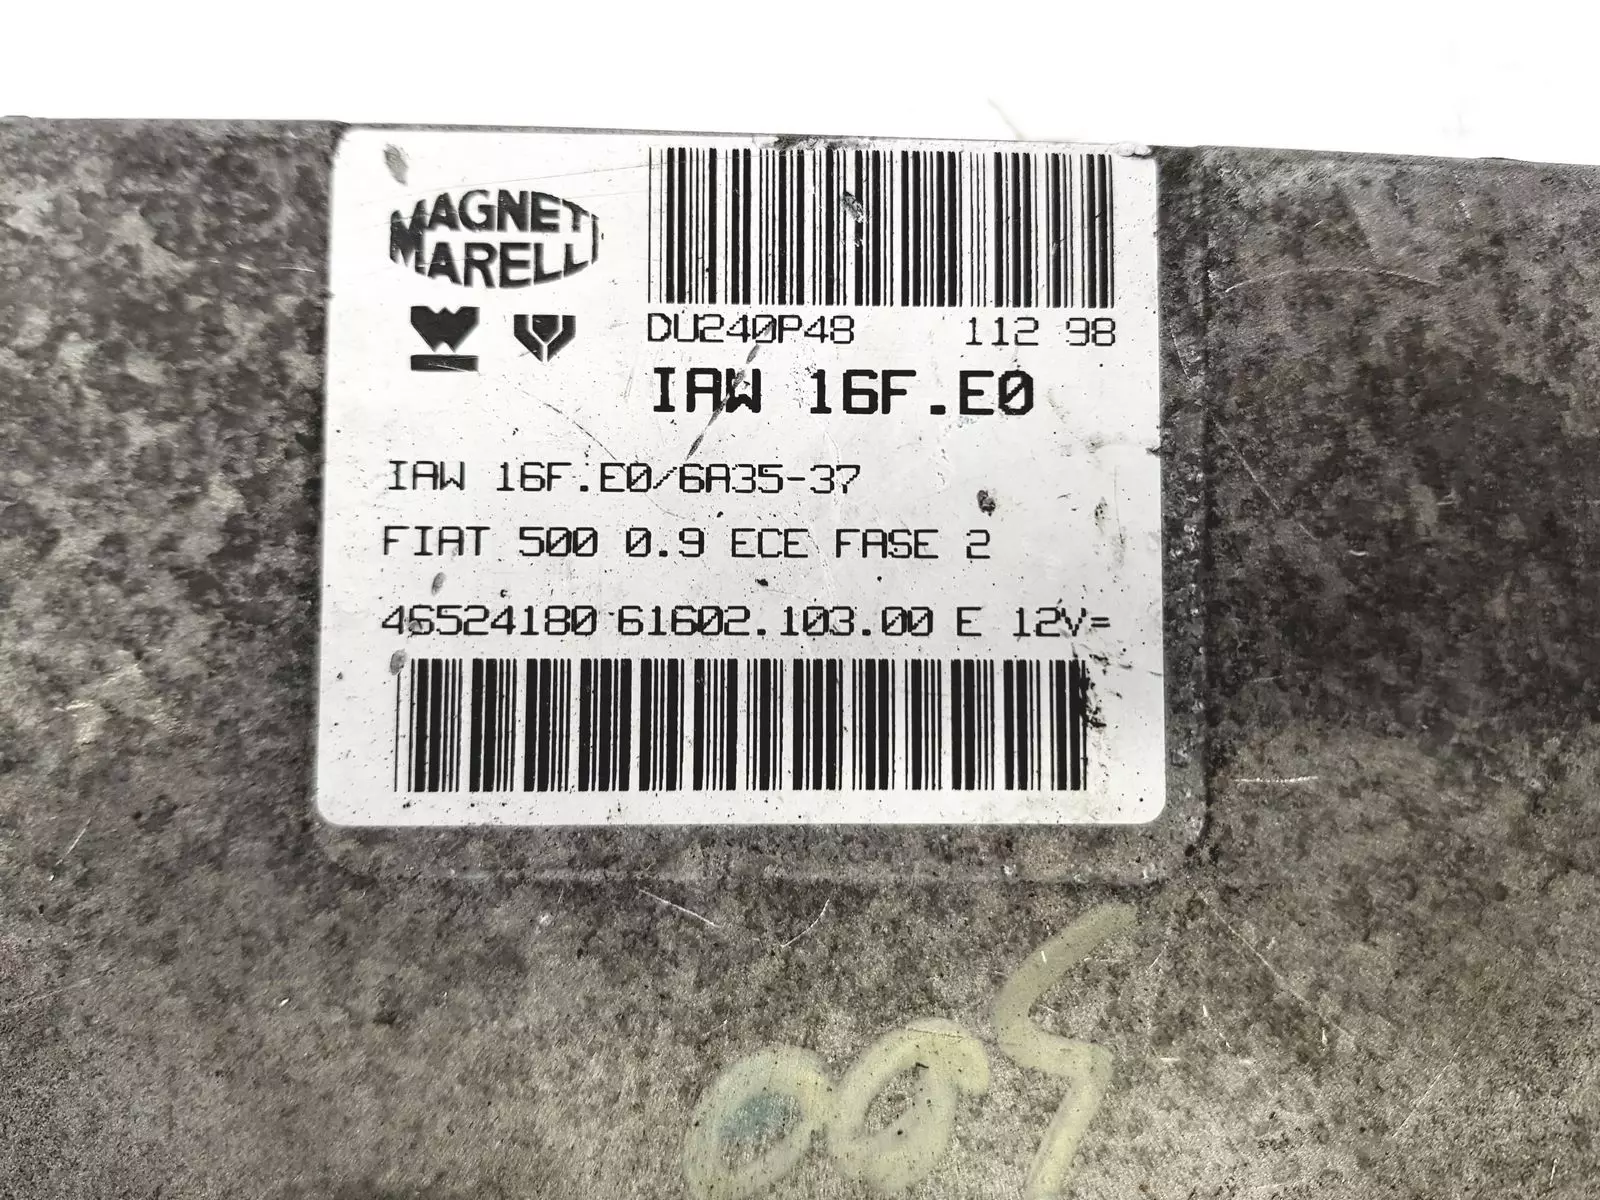 MAGNETI
MARELLI
DU240P48 112 98
IAW 16F.E0
IAW 16F.E0/6A35-37
FIAT 500 0.9 ECE FASE 2
46524180 61602.103.00 E 12V=
500